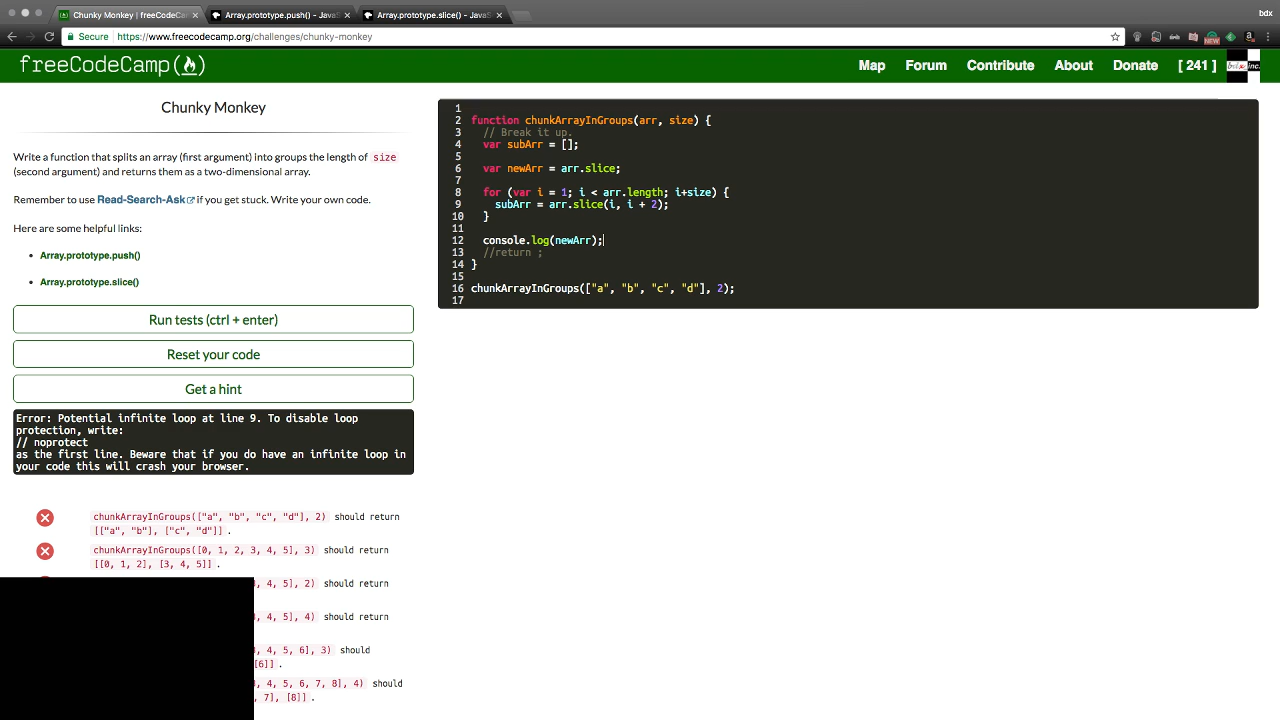 Chunky Monkey | freeCodeCam
Array.prototype.push() - JavaS
Array.prototype.slice() - JavaS
bdx
Secure
https://www.freecodecamp.org/challenges/chunky-monkey
NEW
freeCodeCamp
Map
Forum
Contribute
About
Donate
[ 241 ]
bdx inc.
Chunky Monkey
Write a function that splits an array (first argument) into groups the length of size
(second argument) and returns them as a two-dimensional array.
Remember to use Read-Search-Ask if you get stuck. Write your own code.
Here are some helpful links:
Array.prototype.push()
Array.prototype.slice()
Run tests (ctrl + enter)
Reset your code
Get a hint
Error: Potential infinite loop at line 9. To disable loop
protection, write:
// noprotect
as the first line. Beware that if you do have an infinite loop in
your code this will crash your browser.
chunkArrayInGroups(["a", "b", "c", "d"], 2) should return
[["a", "b"], ["c", "d"]] .
chunkArrayInGroups([0, 1, 2, 3, 4, 5], 3) should return
[[0, 1, 2], [3, 4, 5]] .
, 4, 5], 2) should return
, 4, 5], 4) should return
, 4, 5, 6], 3) should
[6]] .
, 4, 5, 6, 7, 8], 4) should
, 7], [8]] .
1
2 function chunkArrayInGroups(arr, size) {
3 // Break it up.
4 var subArr = [];
5
6 var newArr = arr.slice;
7
8 for (var i = 1; i < arr.length; i+size) {
9 subArr = arr.slice(i, i + 2);
10 }
11
12 console.log(newArr);
13 //return ;
14 }
15
16 chunkArrayInGroups(["a", "b", "c", "d"], 2);
17